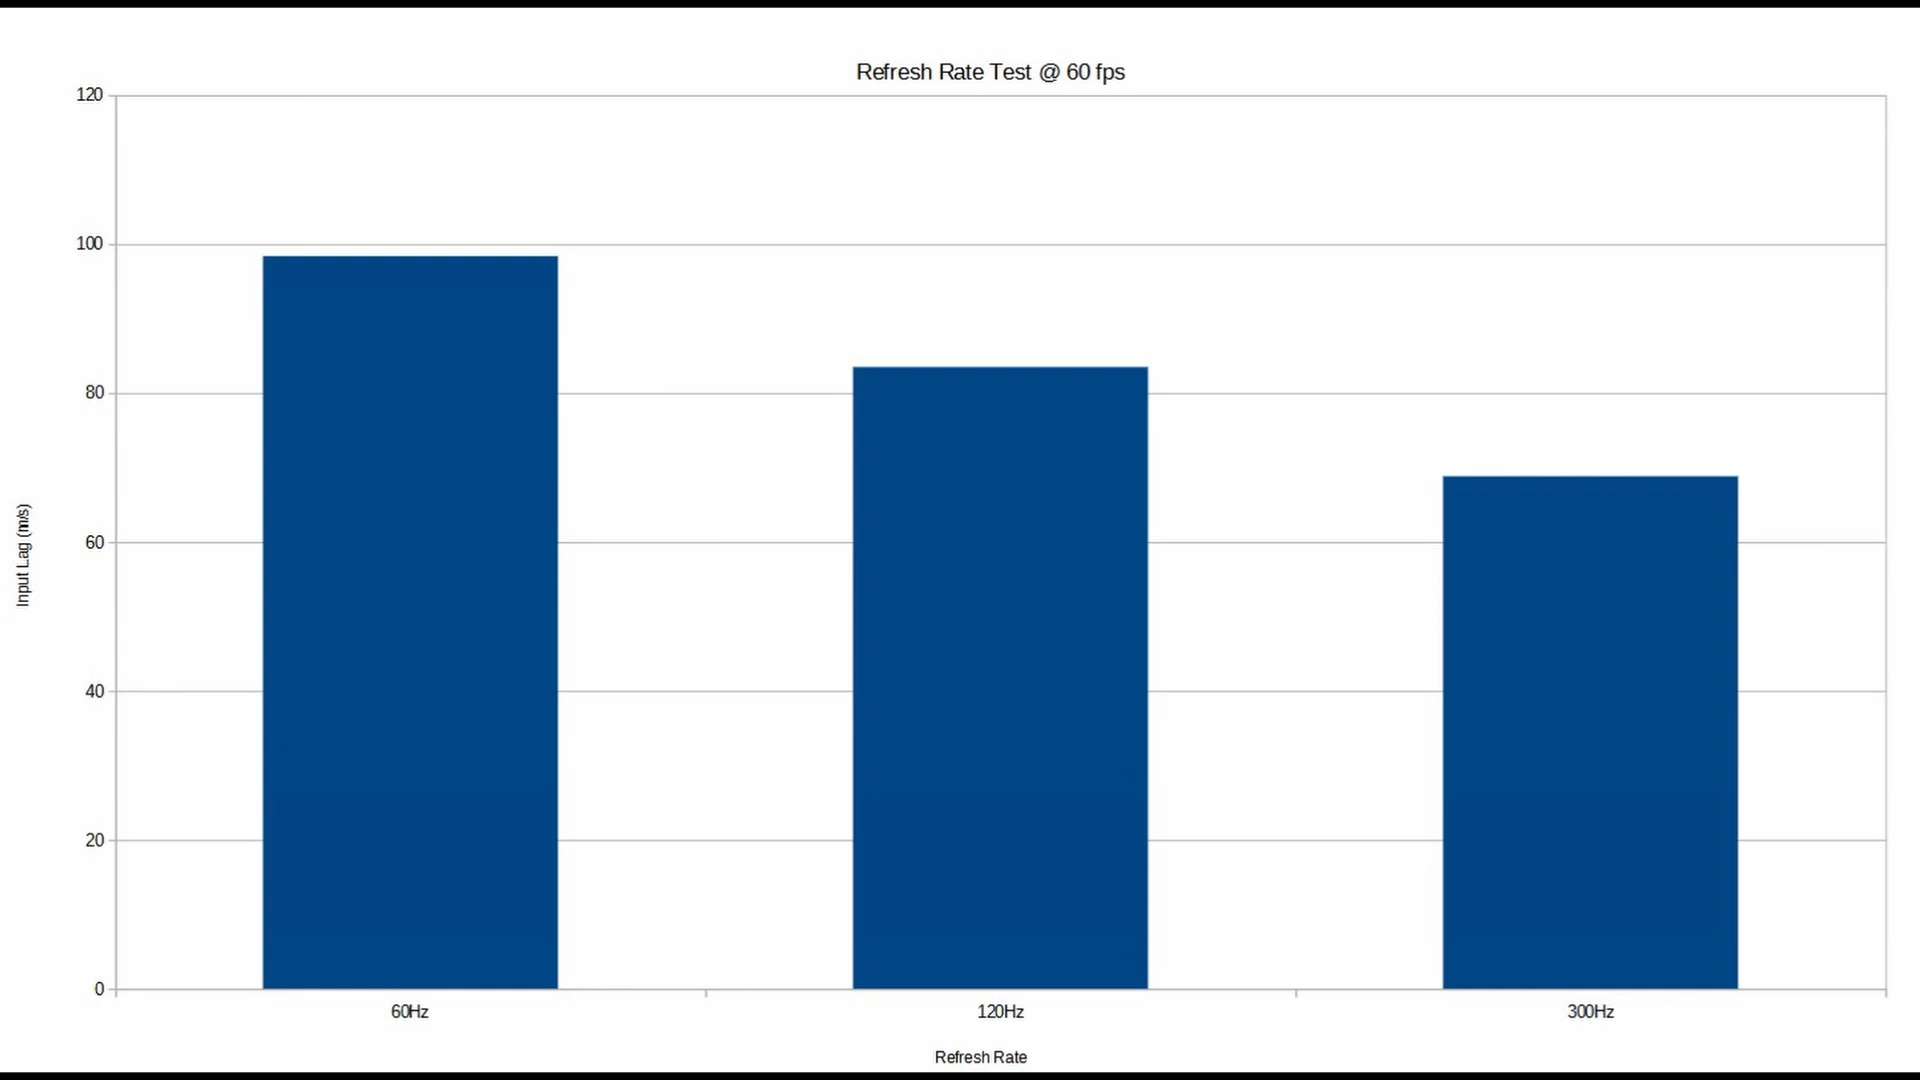 Refresh Rate Test @ 60 fps
120
100
80
60
40
20
0
Input Lag (m/s)
60Hz
120Hz
300Hz
Refresh Rate